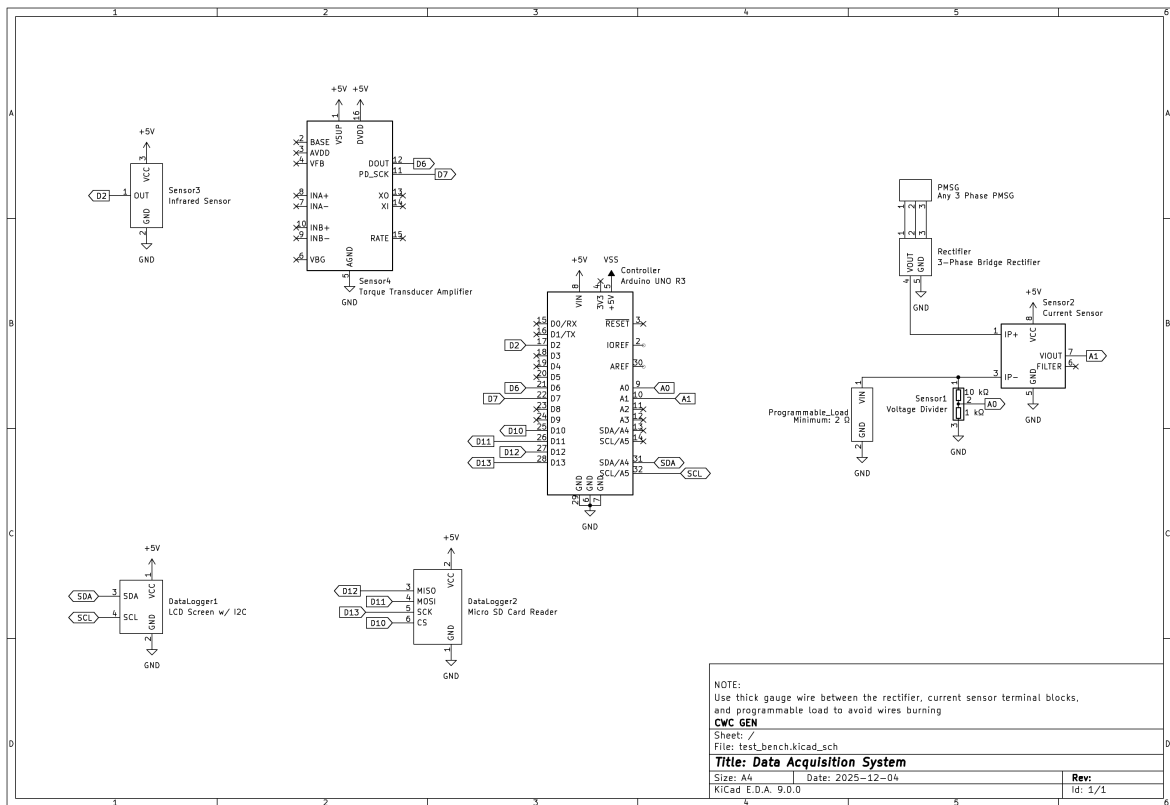 1 2 3 4 5 6
A A
B B
C C
D D
1 2 3 4 5 6
+5V
3
VCC
D2 1 OUT
GND
2
GND
Sensor3
Infrared Sensor
+5V +5V
1 16
VSUP DVDD
2 BASE
3 AVDD
4 VFB
8 INA+
7 INA-
10 INB+
9 INB-
6 VBG
DOUT 12 D6
PD_SCK 11 D7
XO 13
XI 14
RATE 15
AGND
5
GND
Sensor4
Torque Transducer Amplifier
+5V VSS
Controller
Arduino UNO R3
8 4 5
VIN 3V3 +5V
15 D0/RX
16 D1/TX
D2 17 D2
18 D3
19 D4
20 D5
D6 21 D6
D7 22 D7
23 D8
24 D9
D10 25 D10
D11 26 D11
D12 27 D12
D13 28 D13
RESET 3
IOREF 2
AREF 30
A0 9 A0
A1 10 A1
A2 11
A3 12
SDA/A4 13
SCL/A5 14
SDA/A4 31 SDA
SCL/A5 32 SCL
GND GND GND
29 6 7
GND
PMSG
Any 3 Phase PMSG
1 2 3
1 2 3
Rectifier
3-Phase Bridge Rectifier
VOUT GND
4 5
GND
+5V
Sensor2
Current Sensor
8
VCC
1 IP+
3 IP-
VIOUT 7 A1
FILTER 6
GND
5
GND
1
VIN
Programmable_Load
Minimum: 2 Ω
GND
2
GND
Sensor1
Voltage Divider
1
10 kΩ
2 A0
1 kΩ
3
GND
+5V
1
VCC
SDA 3 SDA
SCL 4 SCL
GND
2
GND
DataLogger1
LCD Screen w/ I2C
+5V
2
VCC
D12 3 MISO
D11 4 MOSI
D13 5 SCK
D10 6 CS
GND
1
GND
DataLogger2
Micro SD Card Reader
NOTE:
Use thick gauge wire between the rectifier, current sensor terminal blocks,
and programmable load to avoid wires burning
CWC GEN
Sheet: /
File: test_bench.kicad_sch
Title: Data Acquisition System
Size: A4 Date: 2025-12-04 Rev:
KiCad E.D.A. 9.0.0 Id: 1/1